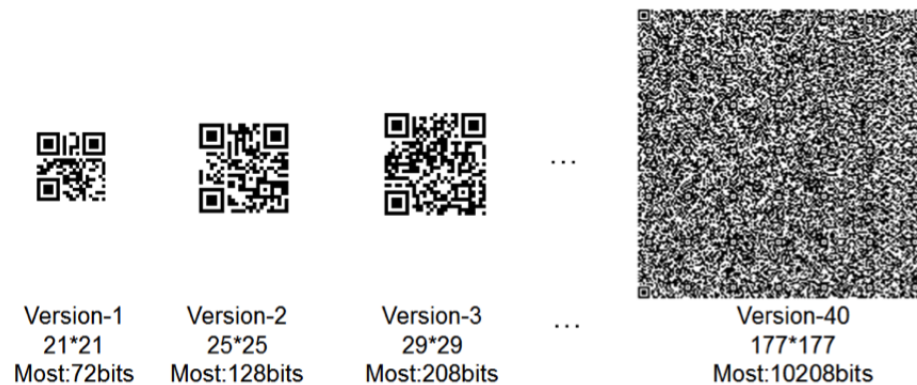 ...
Version-1 Version-2 Version-3 ... Version-40
21*21 25*25 29*29 177*177
Most:72bits Most:128bits Most:208bits Most:10208bits